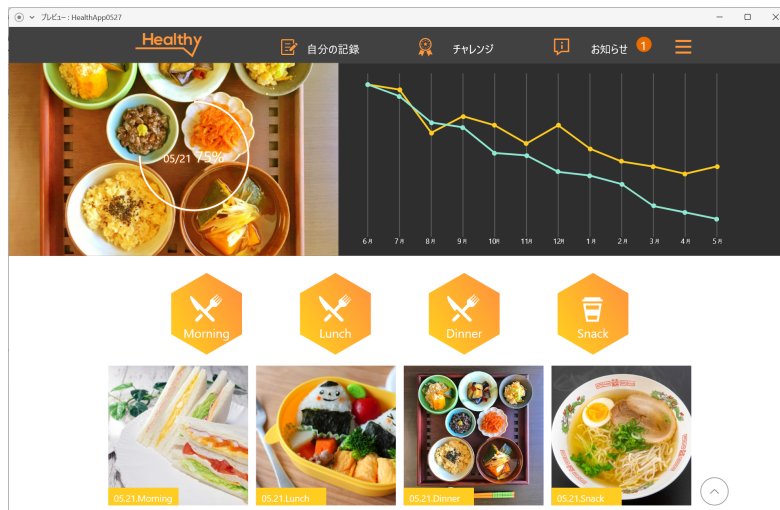 プレビュー : HealthApp0527
Healthy
自分の記録
チャレンジ
お知らせ 1
05/21 75%
6月 7月 8月 9月 10月 11月 12月 1月 2月 3月 4月 5月
Morning Lunch Dinner Snack
05.21.Morning 05.21.Lunch 05.21.Dinner 05.21.Snack